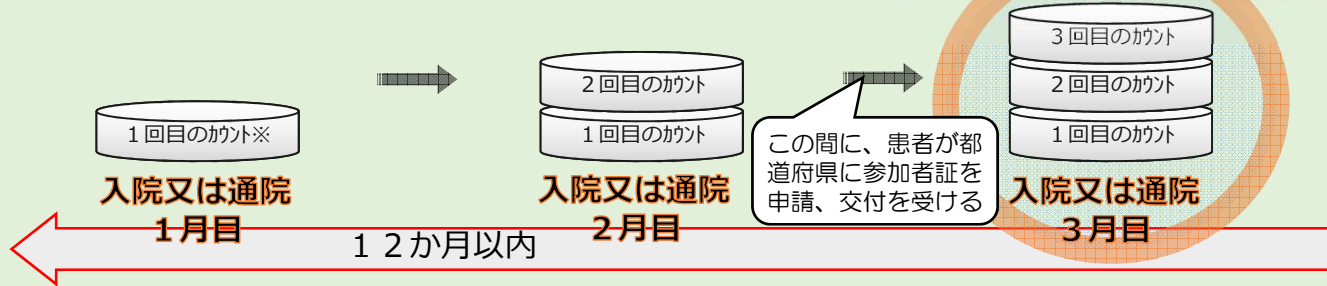 １回目のｶｳﾝﾄ※
入院又は通院
１月目
２回目のｶｳﾝﾄ
１回目のｶｳﾝﾄ
入院又は通院
２月目
この間に、患者が都
道府県に参加者証を
申請、交付を受ける
３回目のｶｳﾝﾄ
２回目のｶｳﾝﾄ
１回目のｶｳﾝﾄ
入院又は通院
３月目
１２か月以内